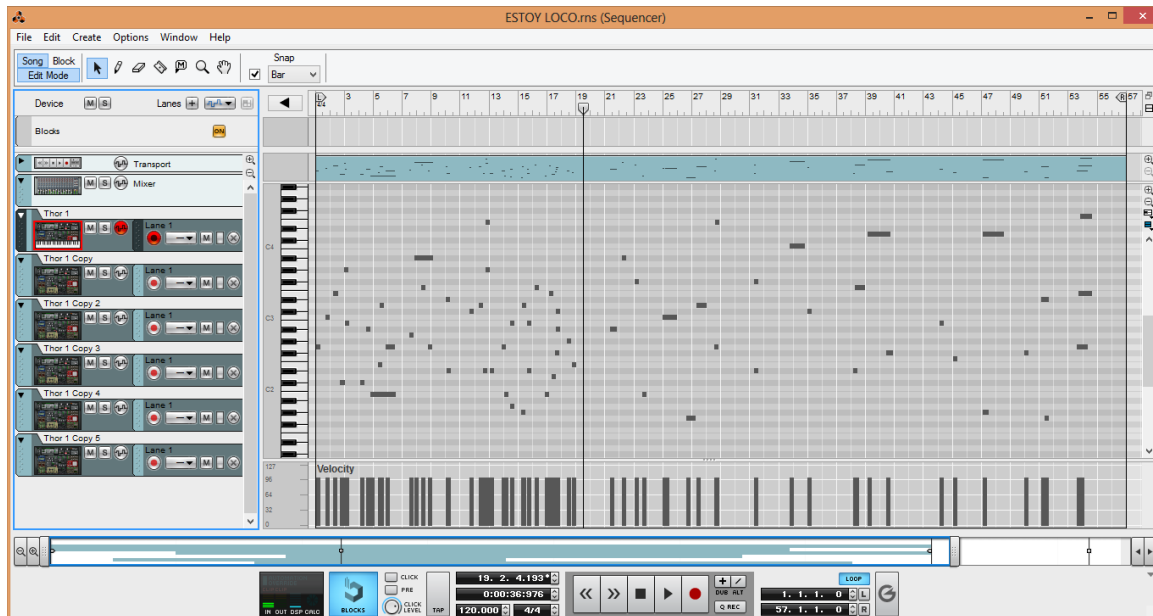 ESTOY LOCO.rns (Sequencer)
File Edit Create Options Window Help
Song Block
Edit Mode
Snap
Bar
Device M S Lanes
Blocks ON
L 3 5 7 9 11 13 15 17 19 21 23 25 27 29 31 33 35 37 39 41 43 45 47 49 51 53 55 R 57
4/4
Transport
M S Mixer
Thor 1
M S Lane 1 M
Thor 1 Copy
M S Lane 1 M
Thor 1 Copy 2
M S Lane 1 M
Thor 1 Copy 3
M S Lane 1 M
Thor 1 Copy 4
M S Lane 1 M
Thor 1 Copy 5
M S Lane 1 M
C4
C3
C2
127 Velocity
96
64
32
0
IN OUT DSP CALC
BLOCKS
CLICK
PRE
CLICK LEVEL
TAP
19. 2. 4.193*
0:00:36:976
120.000 4/4
DUB ALT
Q REC
LOOP
1. 1. 1. 0 L
57. 1. 1. 0 R